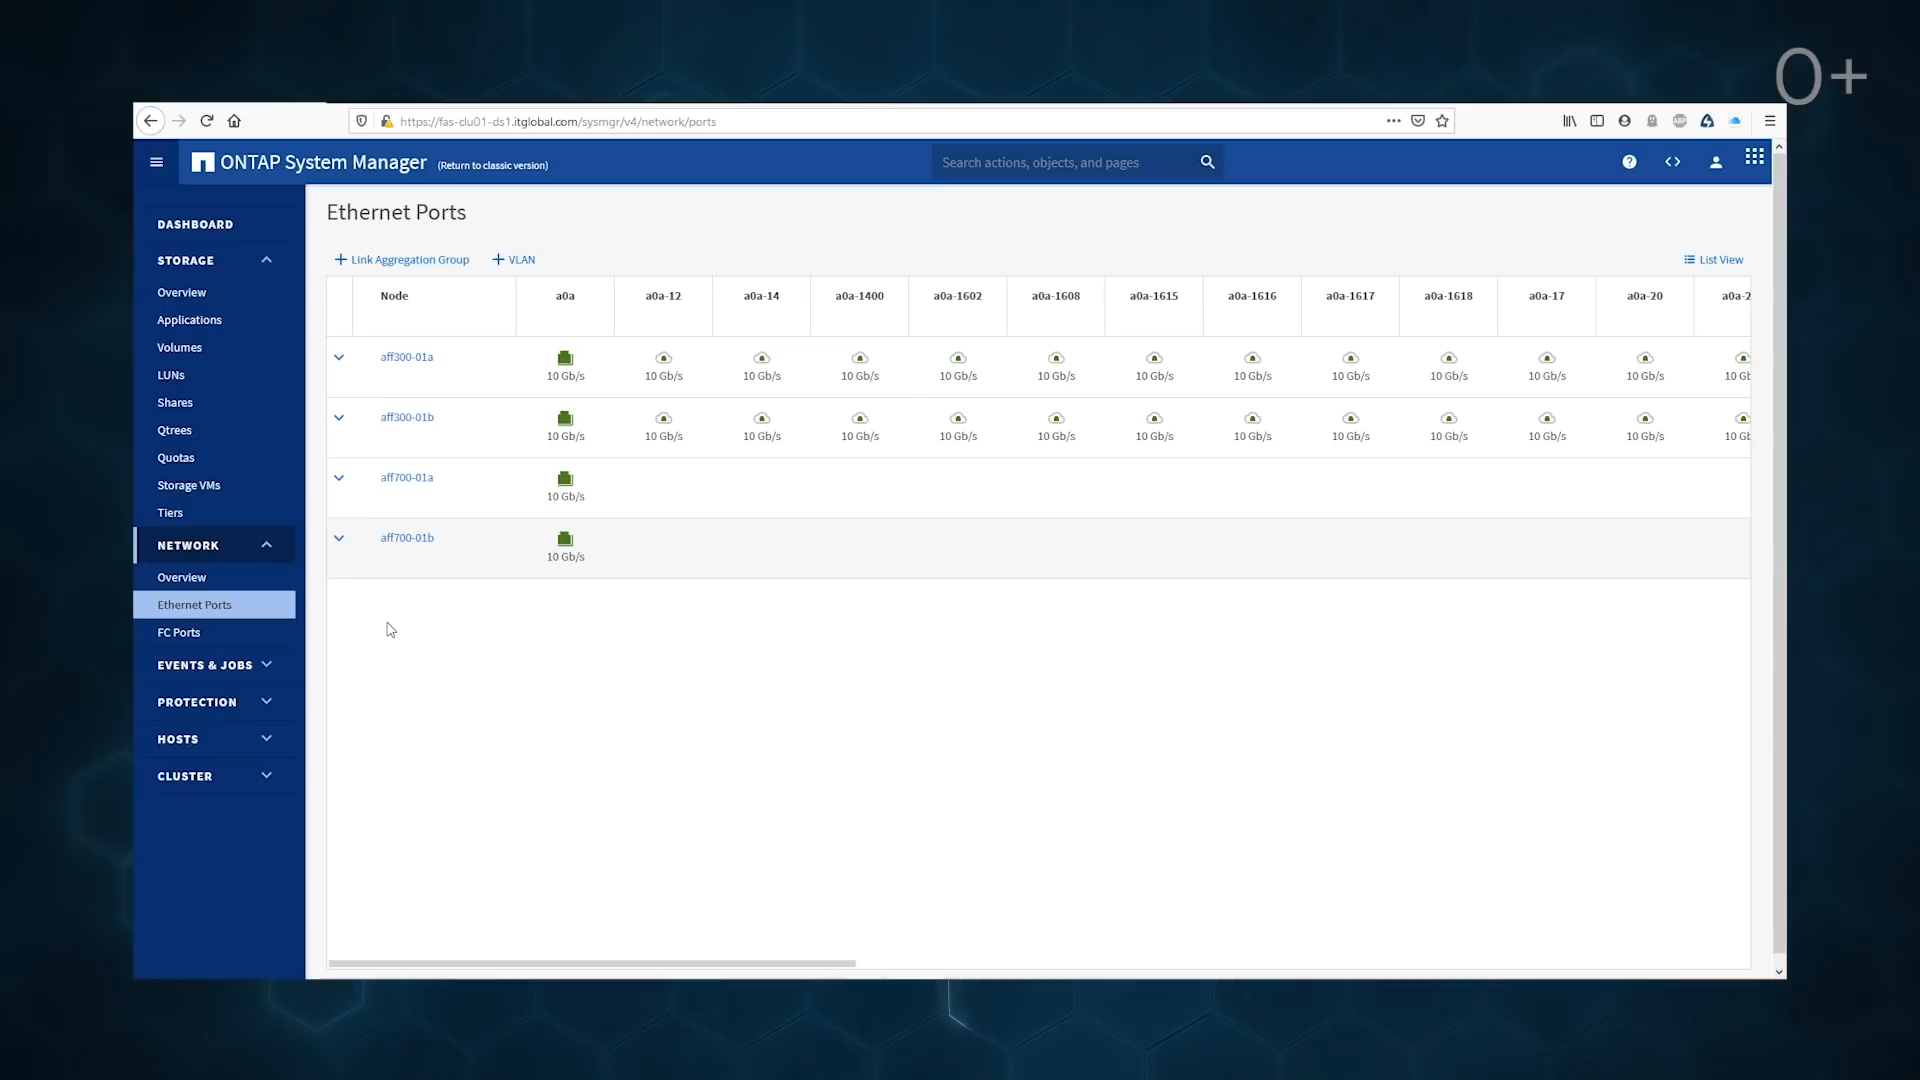 0+
https://fas-clu01-ds1.itglobal.com/sysmgr/v4/network/ports
ONTAP System Manager (Return to classic version)
Search actions, objects, and pages
DASHBOARD
STORAGE
Overview
Applications
Volumes
LUNs
Shares
Qtrees
Quotas
Storage VMs
Tiers
NETWORK
Overview
Ethernet Ports
FC Ports
EVENTS & JOBS
PROTECTION
HOSTS
CLUSTER
Ethernet Ports
Link Aggregation Group VLAN List View
Node a0a a0a-12 a0a-14 a0a-1400 a0a-1602 a0a-1608 a0a-1615 a0a-1616 a0a-1617 a0a-1618 a0a-17 a0a-20 a0a-2
aff300-01a
10 Gb/s 10 Gb/s 10 Gb/s 10 Gb/s 10 Gb/s 10 Gb/s 10 Gb/s 10 Gb/s 10 Gb/s 10 Gb/s 10 Gb/s 10 Gb/s 10 Gb
aff300-01b
10 Gb/s 10 Gb/s 10 Gb/s 10 Gb/s 10 Gb/s 10 Gb/s 10 Gb/s 10 Gb/s 10 Gb/s 10 Gb/s 10 Gb/s 10 Gb/s 10 Gb
aff700-01a
10 Gb/s
aff700-01b
10 Gb/s